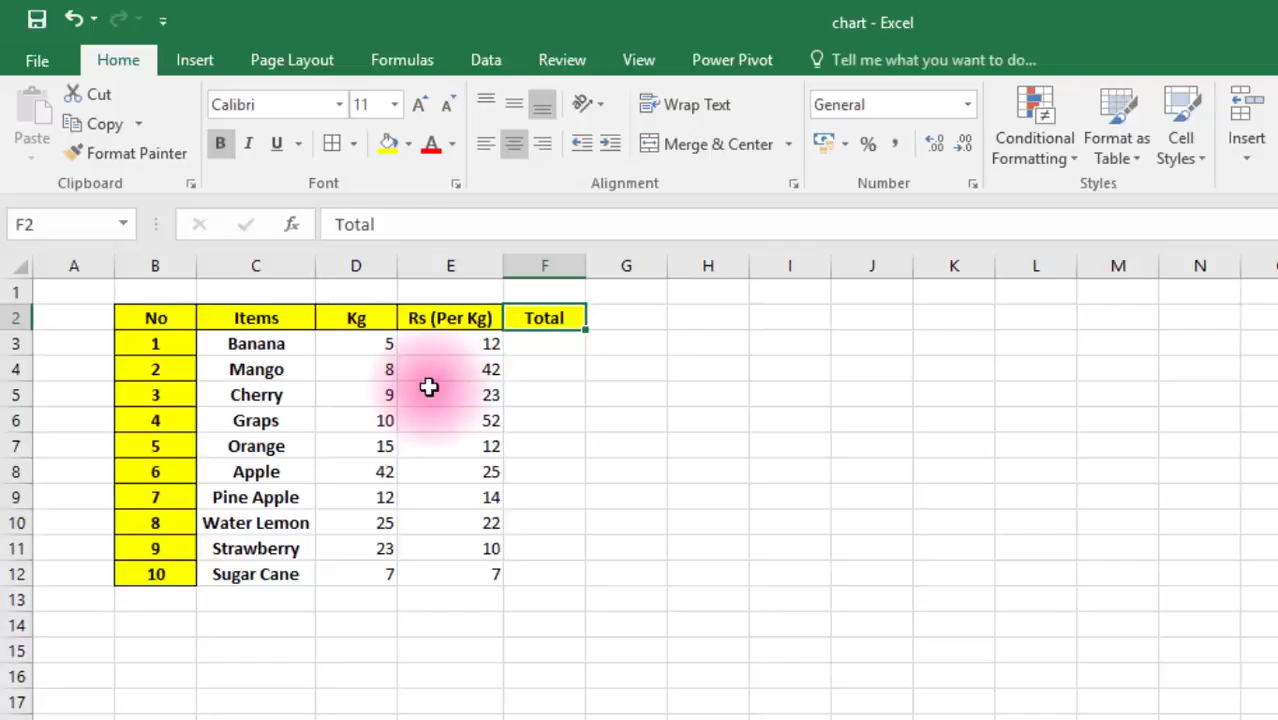 chart - Excel
File Home Insert Page Layout Formulas Data Review View Power Pivot Tell me what you want to do...
Cut
Copy
Format Painter
Paste
Clipboard
Calibri 11
B I U
Font
Wrap Text
Merge & Center
Alignment
General
%
Number
Conditional Formatting
Format as Table
Cell Styles
Styles
Insert
F2 fx Total
A B C D E F G H I J K L M N
1
2 No Items Kg Rs (Per Kg) Total
3 1 Banana 5 12
4 2 Mango 8 42
5 3 Cherry 9 23
6 4 Graps 10 52
7 5 Orange 15 12
8 6 Apple 42 25
9 7 Pine Apple 12 14
10 8 Water Lemon 25 22
11 9 Strawberry 23 10
12 10 Sugar Cane 7 7
13
14
15
16
17